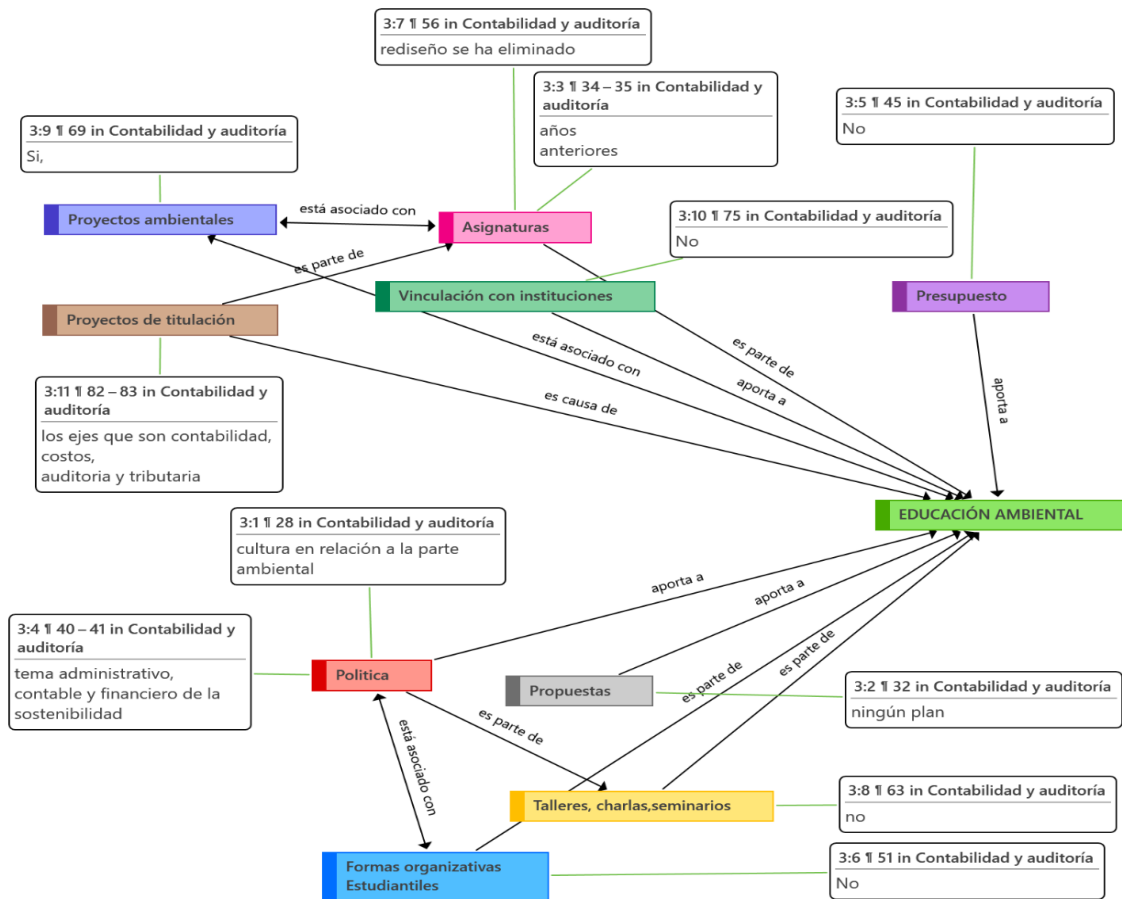 3:7 ¶ 56 in Contabilidad y auditoría
rediseño se ha eliminado
3:3 ¶ 34 – 35 in Contabilidad y
auditoría
años
anteriores
3:5 ¶ 45 in Contabilidad y auditoría
No
3:9 ¶ 69 in Contabilidad y auditoría
Si,
Proyectos ambientales
está asociado con
Asignaturas
3:10 ¶ 75 in Contabilidad y auditoría
No
es parte de
Vinculación con instituciones
Presupuesto
Proyectos de titulación
está asociado con
es parte de
aporta a
es causa de
aporta a
3:11 ¶ 82 – 83 in Contabilidad y
auditoría
los ejes que son contabilidad,
costos,
auditoria y tributaria
EDUCACIÓN AMBIENTAL
3:1 ¶ 28 in Contabilidad y auditoría
cultura en relación a la parte
ambiental
aporta a
aporta a
3:4 ¶ 40 – 41 in Contabilidad y
auditoría
tema administrativo,
contable y financiero de la
sostenibilidad
Política
Propuestas
es parte de
es parte de
3:2 ¶ 32 in Contabilidad y auditoría
ningún plan
está asociado con
es parte de
Talleres, charlas,seminarios
3:8 ¶ 63 in Contabilidad y auditoría
no
Formas organizativas
Estudiantiles
3:6 ¶ 51 in Contabilidad y auditoría
No